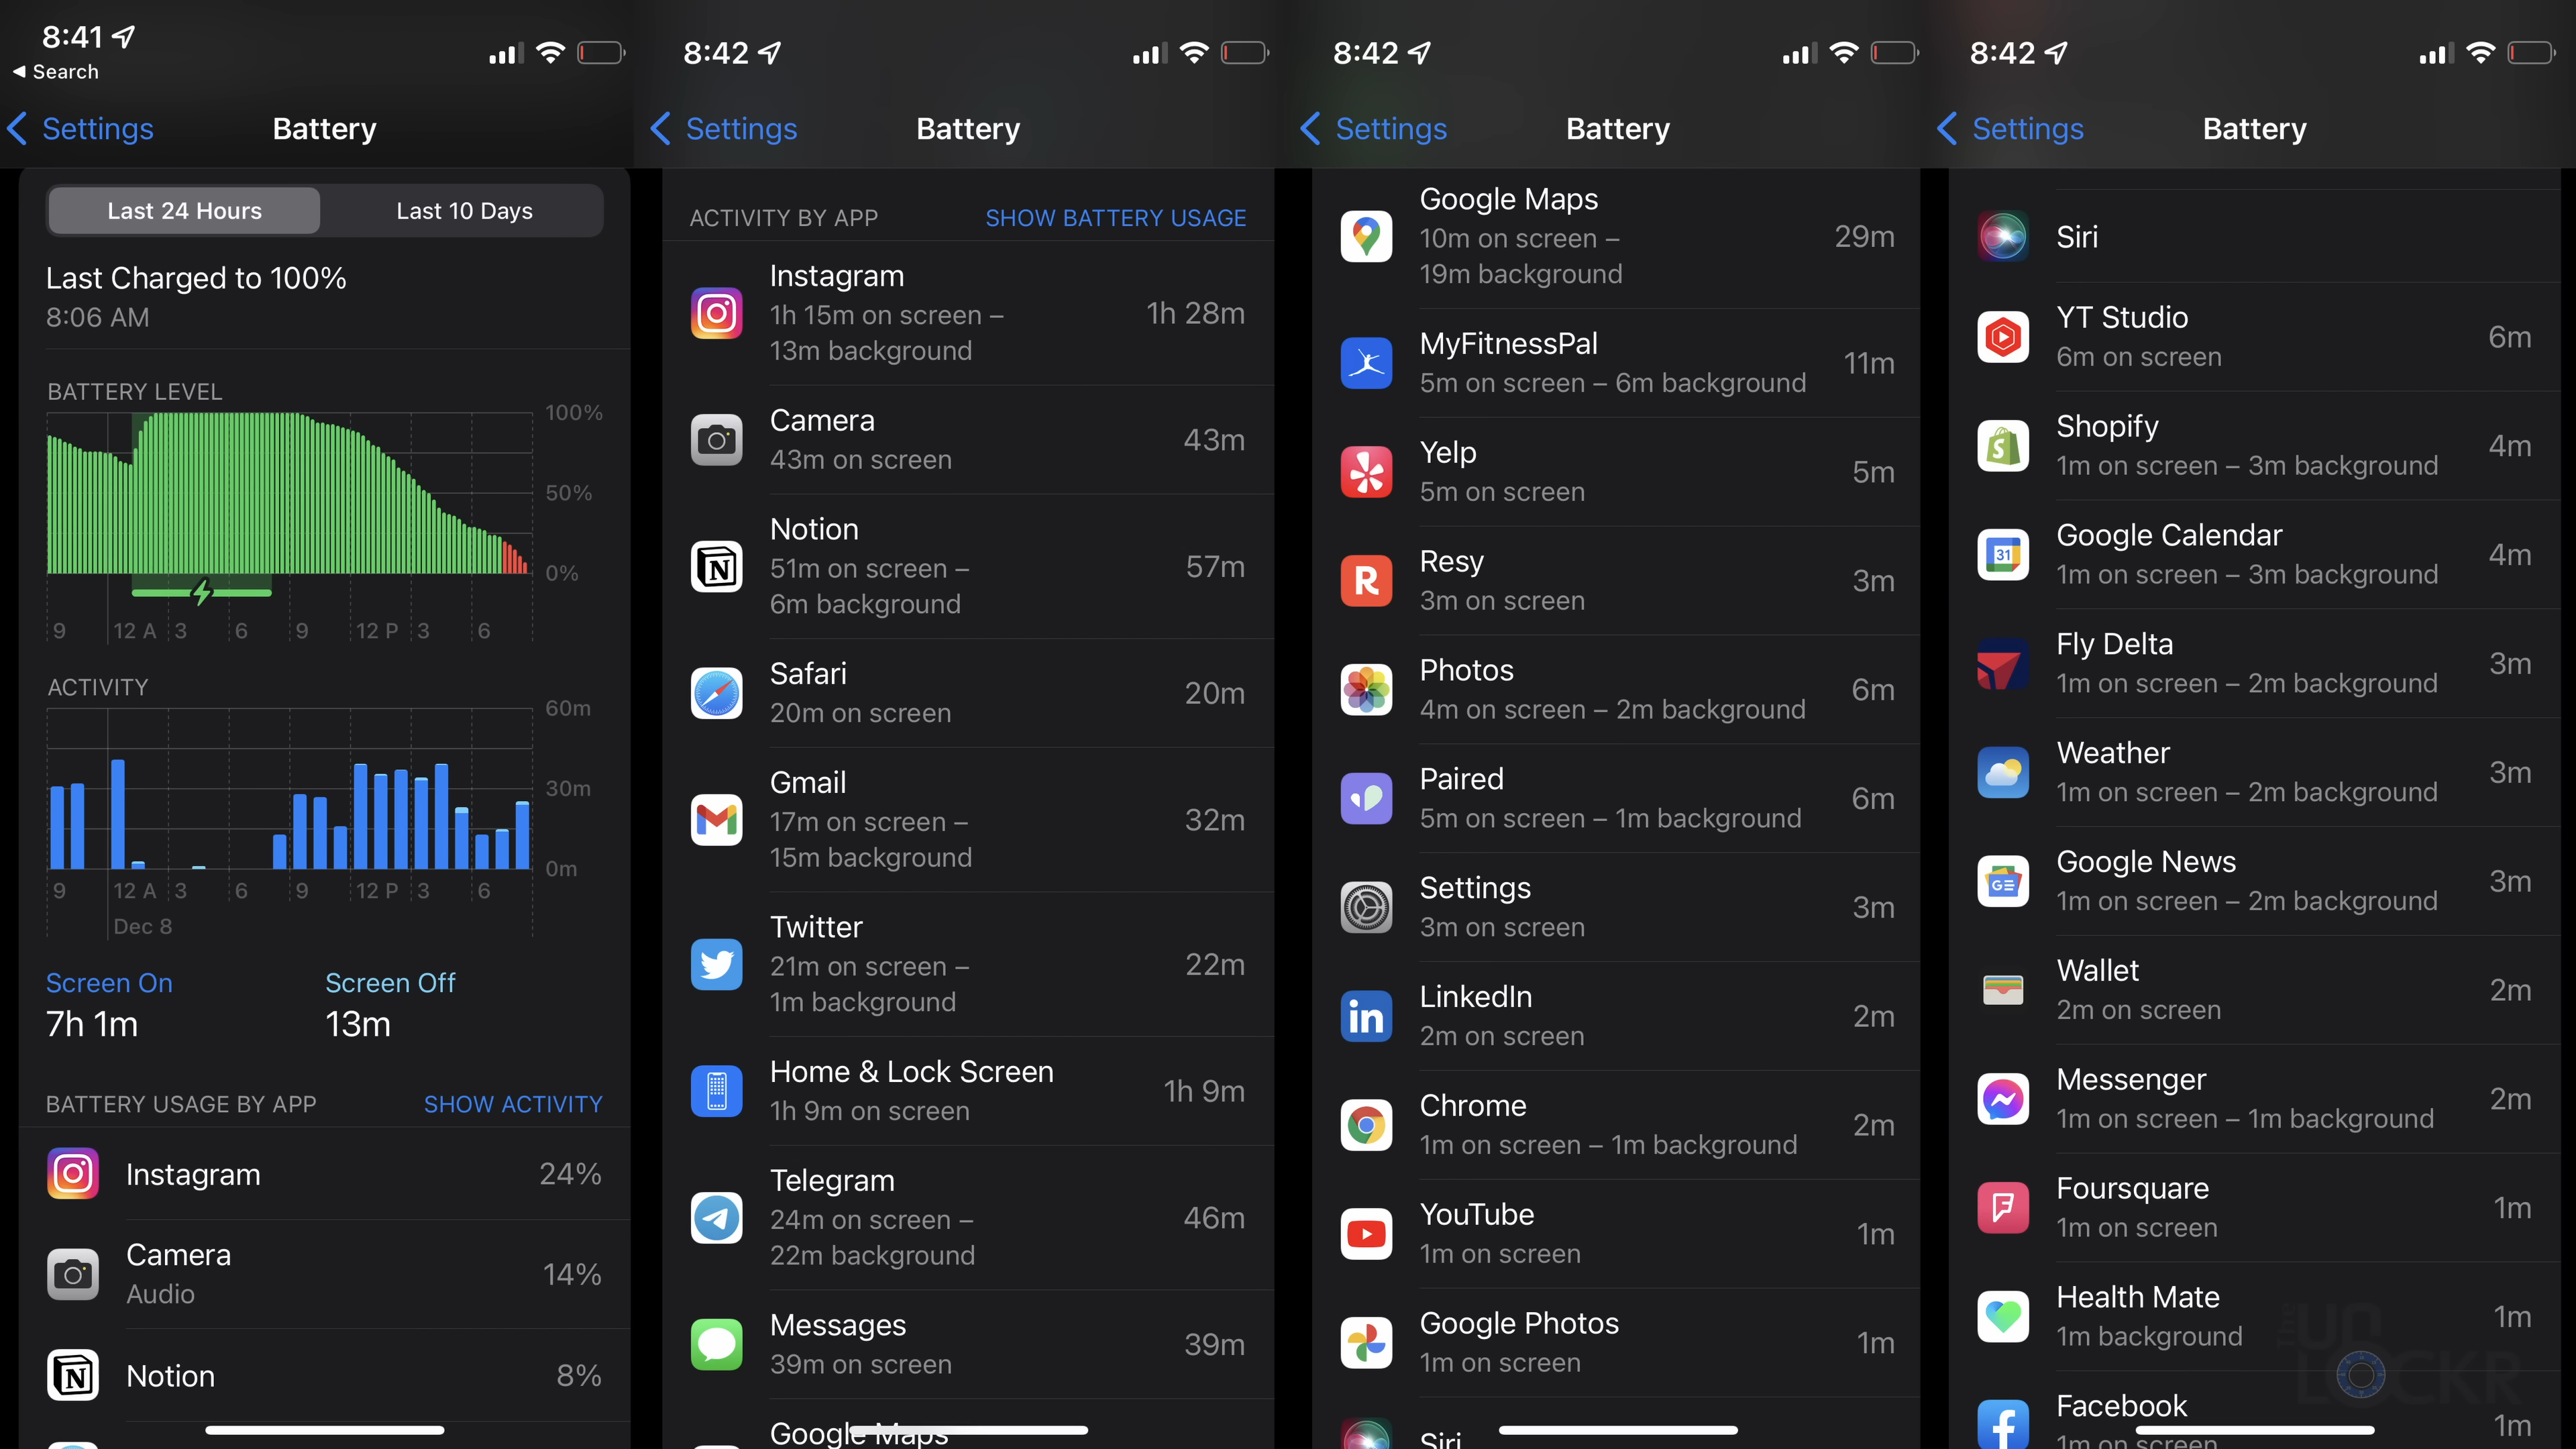 8:41
Search
Settings
Battery
Last 24 Hours
Last 10 Days
Last Charged to 100%
8:06 AM
BATTERY LEVEL
100%
50%
0%
9 12 A 3 6 9 12 P 3 6
ACTIVITY
60m
30m
0m
9 12 A 3 6 9 12 P 3 6
Dec 8
Screen On
Screen Off
7h 1m
13m
BATTERY USAGE BY APP
SHOW ACTIVITY
Instagram
24%
Camera
Audio
14%
Notion
8%
8:42
Settings
Battery
ACTIVITY BY APP
SHOW BATTERY USAGE
Instagram
1h 15m on screen –
13m background
1h 28m
Camera
43m on screen
43m
Notion
51m on screen –
6m background
57m
Safari
20m on screen
20m
Gmail
17m on screen –
15m background
32m
Twitter
21m on screen –
1m background
22m
Home & Lock Screen
1h 9m on screen
1h 9m
Telegram
24m on screen –
22m background
46m
Messages
39m on screen
39m
Google Maps
8:42
Settings
Battery
Google Maps
10m on screen –
19m background
29m
MyFitnessPal
5m on screen – 6m background
11m
Yelp
5m on screen
5m
Resy
3m on screen
3m
Photos
4m on screen – 2m background
6m
Paired
5m on screen – 1m background
6m
Settings
3m on screen
3m
LinkedIn
2m on screen
2m
Chrome
1m on screen – 1m background
2m
YouTube
1m on screen
1m
Google Photos
1m on screen
1m
Siri
8:42
Settings
Battery
Siri
YT Studio
6m on screen
6m
Shopify
1m on screen – 3m background
4m
31
Google Calendar
1m on screen – 3m background
4m
Fly Delta
1m on screen – 2m background
3m
Weather
1m on screen – 2m background
3m
Google News
1m on screen – 2m background
3m
Wallet
2m on screen
2m
Messenger
1m on screen – 1m background
2m
Foursquare
1m on screen
1m
Health Mate
1m background
1m
Facebook
1m on screen
1m
THE
UN
LOCKR